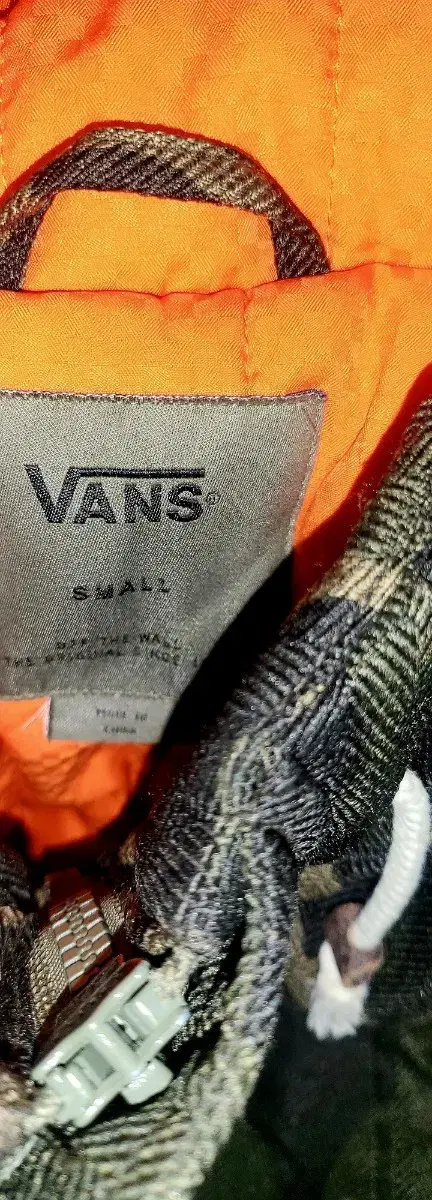 VANS®
SMALL
OFF THE WALL
THE ORIGINAL SINCE
MADE IN
CHINA